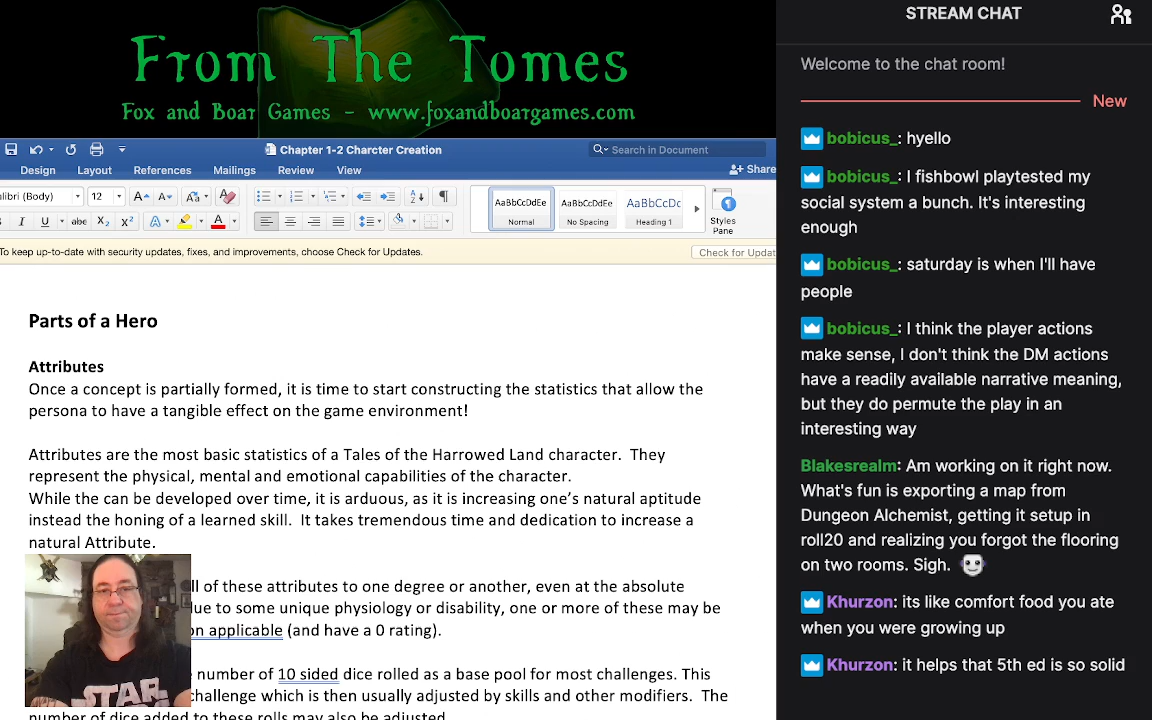 From The Tomes
Fox and Boar Games - www.foxandboargames.com
Chapter 1-2 Charcter Creation
Search in Document
Design Layout References Mailings Review View
Share
alibri (Body) 12
AaBbCcDdEe AaBbCcDdEe AaBbCcDc
Normal No Spacing Heading 1
Styles
Pane
To keep up-to-date with security updates, fixes, and improvements, choose Check for Updates.
Check for Updat
Parts of a Hero
Attributes
Once a concept is partially formed, it is time to start constructing the statistics that allow the
persona to have a tangible effect on the game environment!
Attributes are the most basic statistics of a Tales of the Harrowed Land character. They
represent the physical, mental and emotional capabilities of the character.
While the can be developed over time, it is arduous, as it is increasing one's natural aptitude
instead the honing of a learned skill. It takes tremendous time and dedication to increase a
natural Attribute.
ll of these attributes to one degree or another, even at the absolute
due to some unique physiology or disability, one or more of these may be
on applicable (and have a 0 rating).
number of 10 sided dice rolled as a base pool for most challenges. This
challenge which is then usually adjusted by skills and other modifiers. The
number of dice added to these rolls may also be adjusted
STAR
STREAM CHAT
Welcome to the chat room!
New
bobicus_: hyello
bobicus_: I fishbowl playtested my
social system a bunch. It's interesting
enough
bobicus_: saturday is when I'll have
people
bobicus_: I think the player actions
make sense, I don't think the DM actions
have a readily available narrative meaning,
but they do permute the play in an
interesting way
Blakesrealm: Am working on it right now.
What's fun is exporting a map from
Dungeon Alchemist, getting it setup in
roll20 and realizing you forgot the flooring
on two rooms. Sigh.
Khurzon: its like comfort food you ate
when you were growing up
Khurzon: it helps that 5th ed is so solid